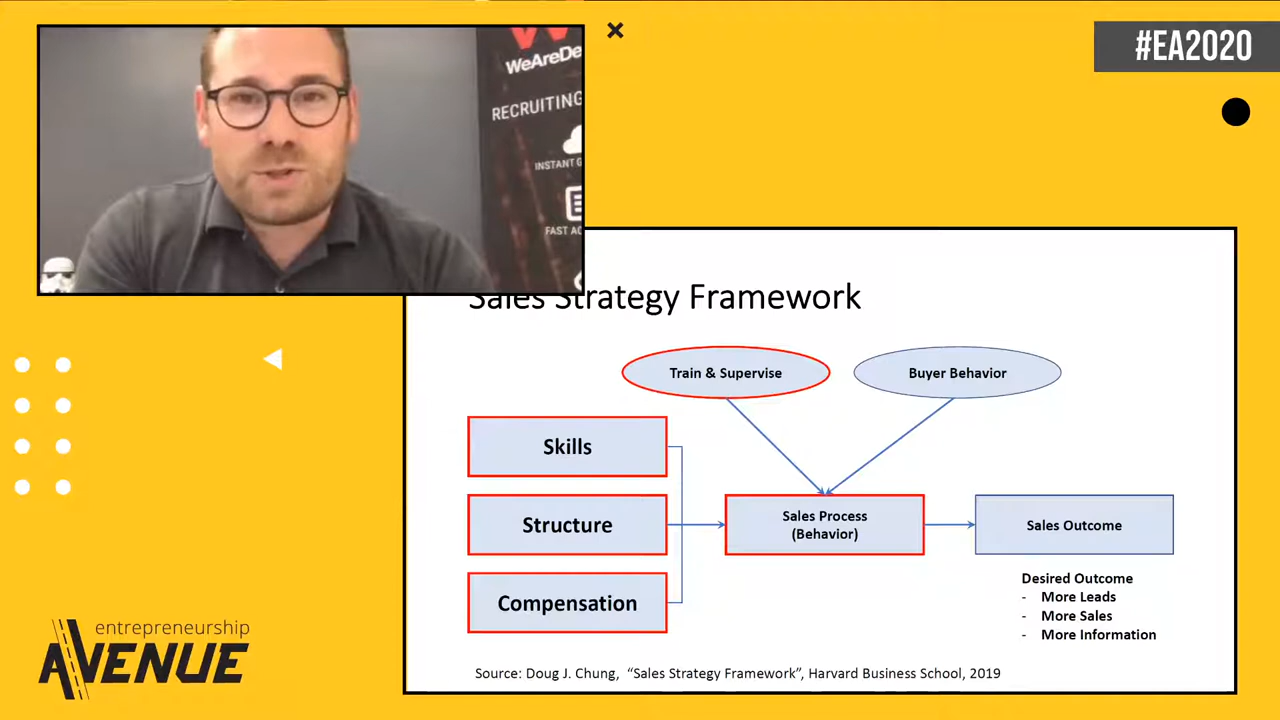 #EA2020
WeAreDe
RECRUITING
INSTANT G
FAST AC
Sales Strategy Framework
Train & Supervise
Buyer Behavior
Skills
Structure
Compensation
Sales Process
(Behavior)
Sales Outcome
Desired Outcome
- More Leads
- More Sales
- More Information
Source: Doug J. Chung, “Sales Strategy Framework”, Harvard Business School, 2019
entrepreneurship
AVENUE